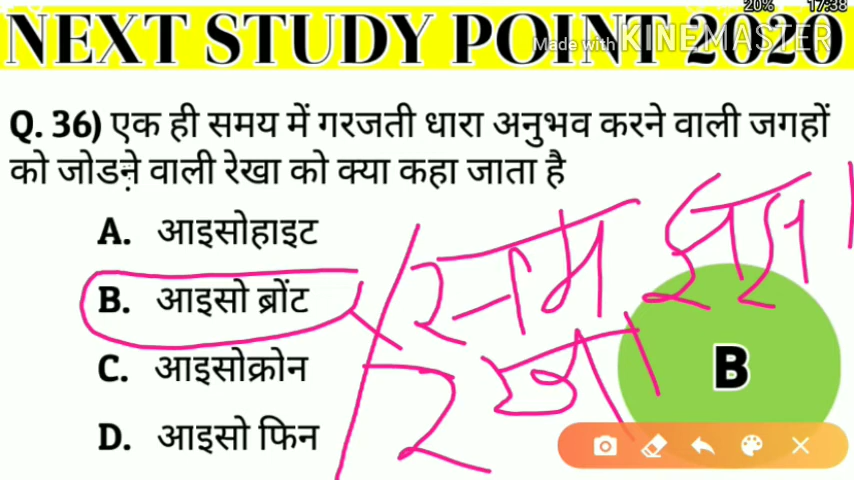 20% 17:38
NEXT STUDY POINT 2020
Made with KINEMASTER
Q. 36) एक ही समय में गरजती धारा अनुभव करने वाली जगहों
को जोडने वाली रेखा को क्या कहा जाता है
A. आइसोहाइट
B. आइसो ब्रोंट
C. आइसोक्रोन
D. आइसो फिन
B